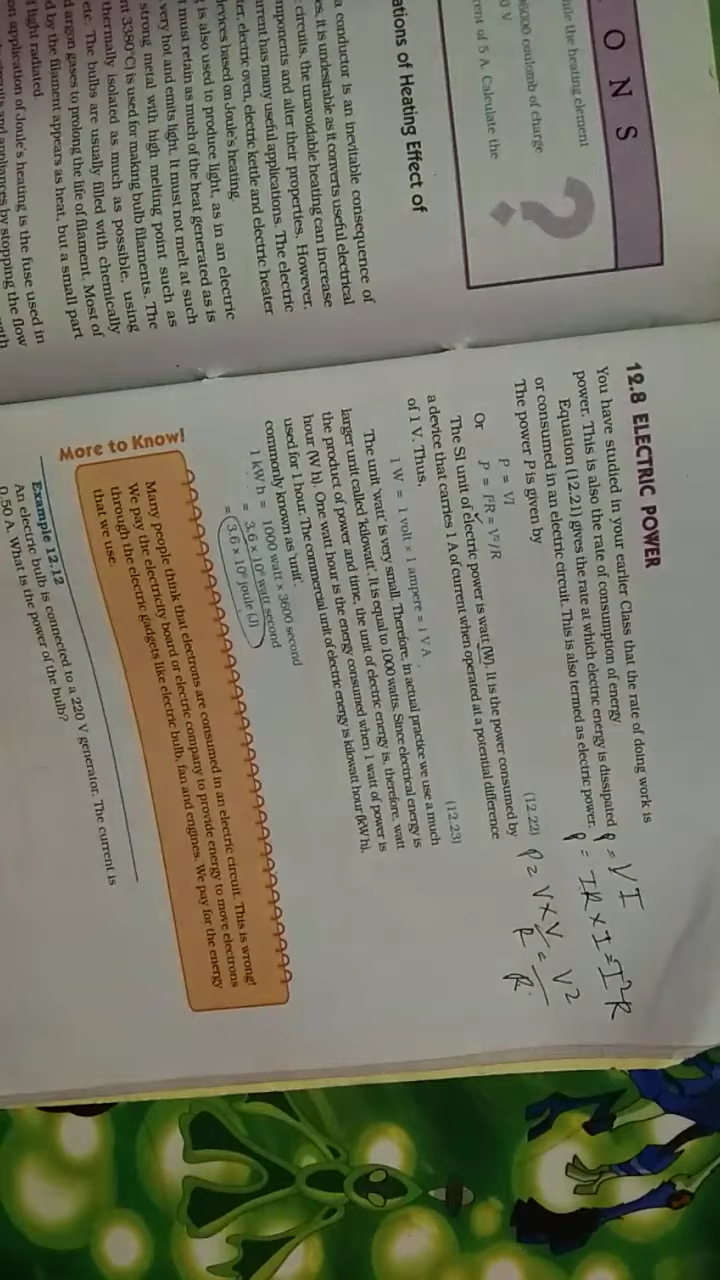 O N S
hile the heating element
96000 coulomb of charge
0 V.
rent of 5 A. Calculate the
ations of Heating Effect of
a conductor is an inevitable consequence of
es, it is undesirable as it converts useful electrical
circuits, the unavoidable heating can increase
mponents and alter their properties. However,
urrent has many useful applications. The electric
ter, electric oven, electric kettle and electric heater
devices based on Joule's heating.
g is also used to produce light, as in an electric
t must retain as much of the heat generated as is
very hot and emits light. It must not melt at such
strong metal with high melting point such as
nt 3380°C) is used for making bulb filaments. The
thermally isolated as much as possible, using
etc. The bulbs are usually filled with chemically
d argon gases to prolong the life of filament. Most of
d by the filament appears as heat, but a small part
f light radiated.
on application of Joule's heating is the fuse used in
circuits and appliances by stopping the flow
12.8 ELECTRIC POWER
You have studied in your earlier Class that the rate of doing work is
power. This is also the rate of consumption of energy.
Equation (12.21) gives the rate at which electric energy is dissipated
or consumed in an electric circuit. This is also termed as electric power.
The power P is given by
P = VI
Or P = I²R = V²/R (12.22)
The SI unit of electric power is watt (W). It is the power consumed by
a device that carries 1 A of current when operated at a potential difference
of 1 V. Thus,
1 W = 1 volt × 1 ampere = 1 V A (12.23)
The unit 'watt' is very small. Therefore, in actual practice we use a much
larger unit called 'kilowatt'. It is equal to 1000 watts. Since electrical energy is
the product of power and time, the unit of electric energy is, therefore, watt
hour (W h). One watt hour is the energy consumed when 1 watt of power is
used for 1 hour. The commercial unit of electric energy is kilowatt hour (kW h),
commonly known as 'unit'.
1 kW h = 1000 watt × 3600 second
= 3.6 × 10⁶ watt second
= 3.6 × 10⁶ joule (J)
P = VI
P = IR × I = I²R
P = V × V/R = V²/R
More to Know!
Many people think that electrons are consumed in an electric circuit. This is wrong!
We pay the electricity board or electric company to provide energy to move electrons
through the electric gadgets like electric bulb, fan and engines. We pay for the energy
that we use.
Example 12.12
An electric bulb is connected to a 220 V generator. The current is
0.50 A. What is the power of the bulb?